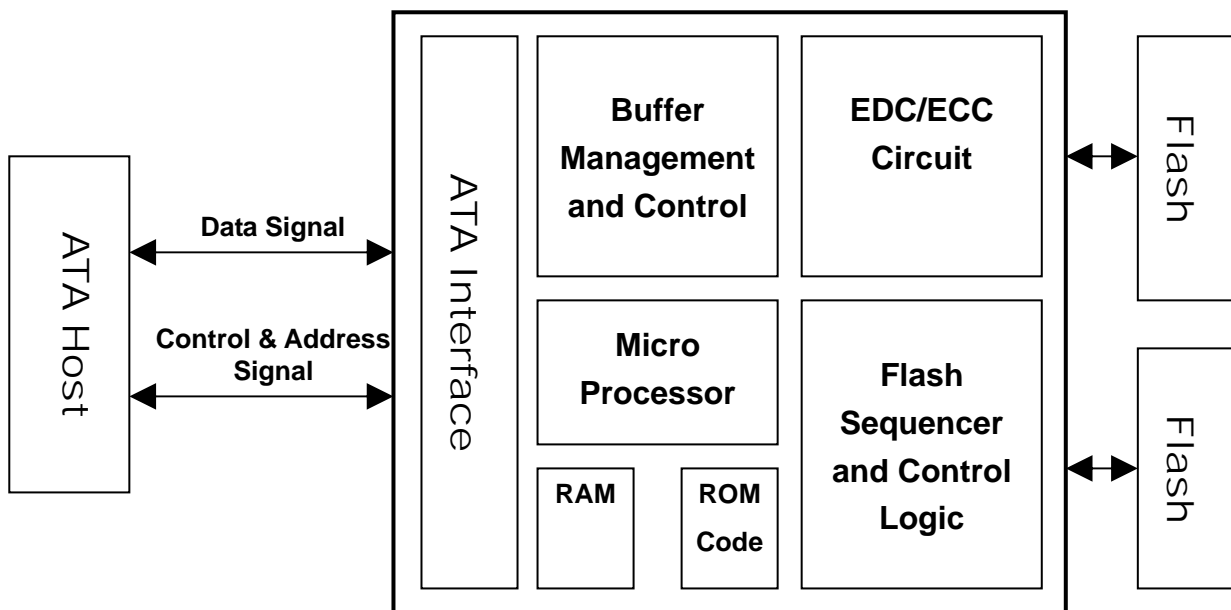 ATA Host
Data Signal
Control & Address
Signal
ATA Interface
Buffer
Management
and Control
EDC/ECC
Circuit
Micro
Processor
RAM
ROM
Code
Flash
Sequencer
and Control
Logic
Flash
Flash